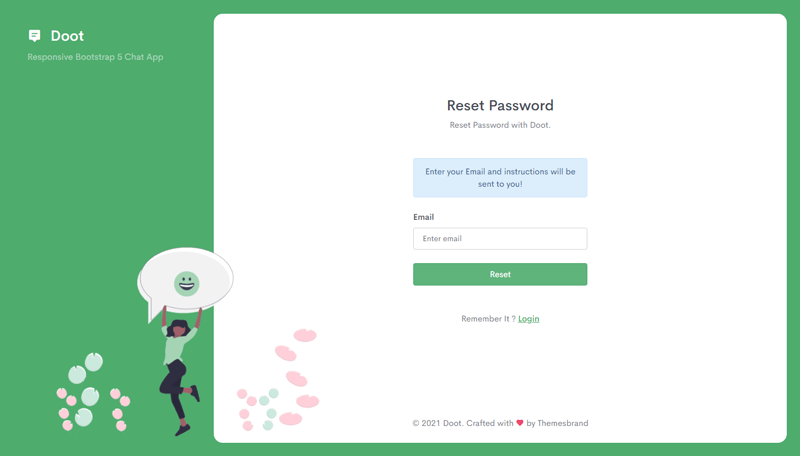 Doot
Responsive Bootstrap 5 Chat App
Reset Password
Reset Password with Doot.
Enter your Email and instructions will be
sent to you!
Email
Enter email
Reset
Remember It ? Login
© 2021 Doot. Crafted with ❤ by Themesbrand